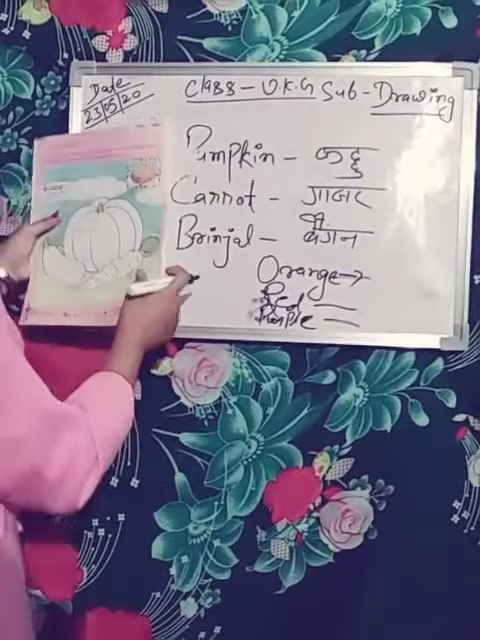 Date
23/05/20
Class - U.K.G Sub - Drawing
Pumpkin - कद्दू
Carrot - गाजर
Brinjal - बैंगन
Orange →
Red
Purple